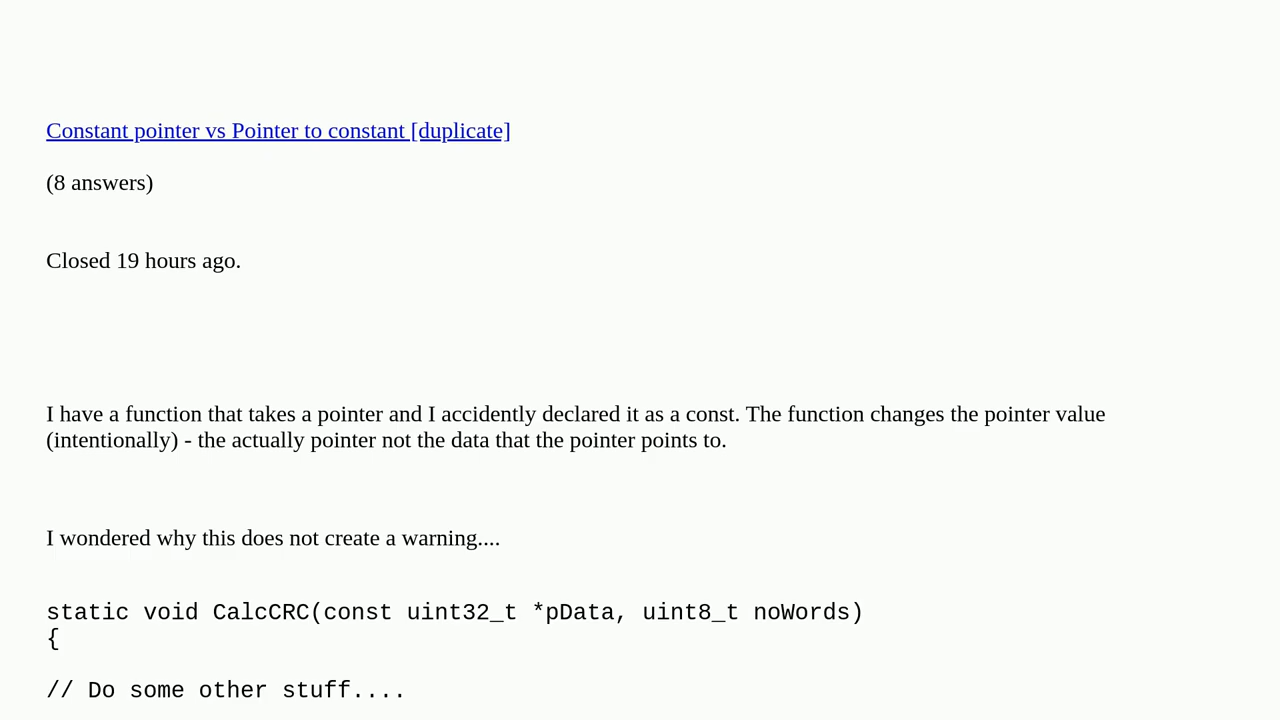 Constant pointer vs Pointer to constant [duplicate]
(8 answers)
Closed 19 hours ago.
I have a function that takes a pointer and I accidently declared it as a const. The function changes the pointer value
(intentionally) - the actually pointer not the data that the pointer points to.
I wondered why this does not create a warning....
static void CalcCRC(const uint32_t *pData, uint8_t noWords)
{
// Do some other stuff....